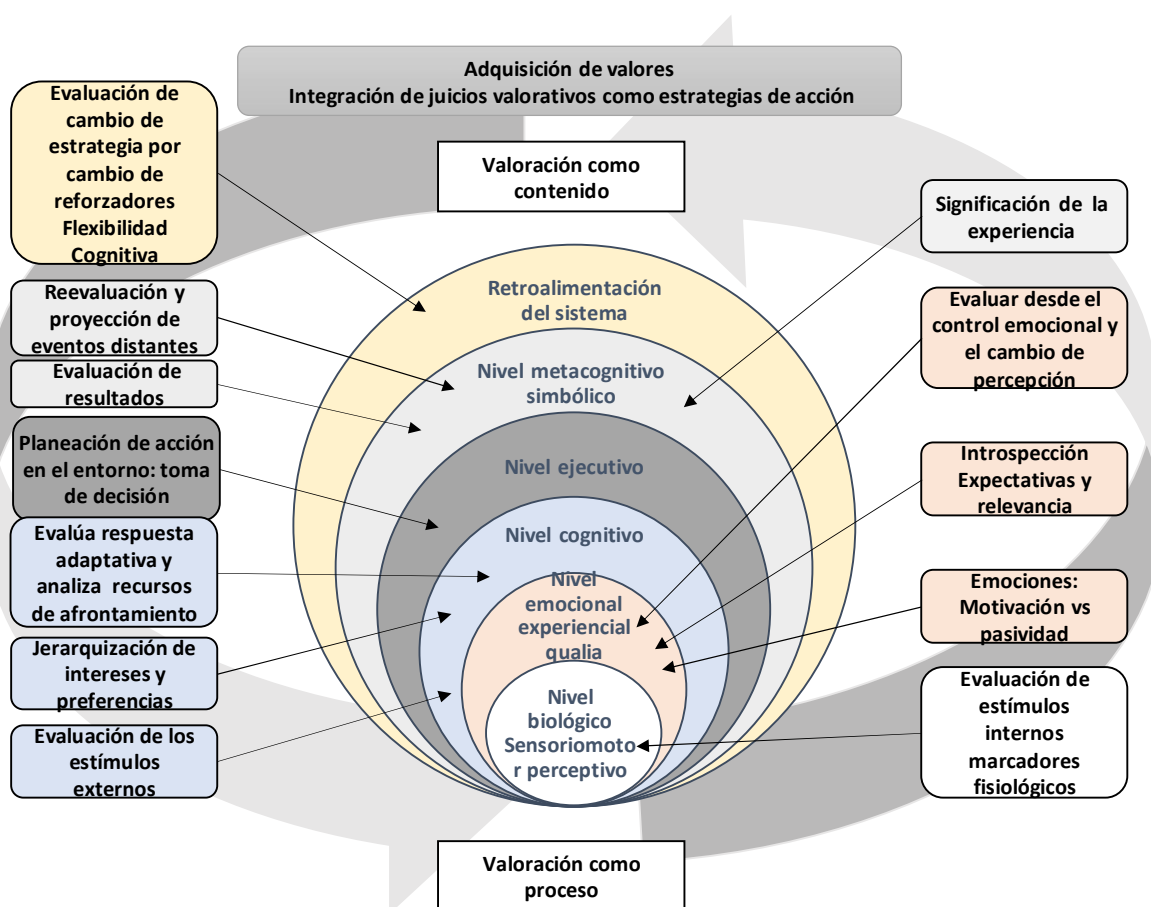 Adquisición de valores
Integración de juicios valorativos como estrategias de acción
Evaluación de
cambio de
estrategia por
cambio de
reforzadores
Flexibilidad
Cognitiva
Reevaluación y
proyección de
eventos distantes
Evaluación de
resultados
Planeación de acción
en el entorno: toma
de decisión
Evalúa respuesta
adaptativa y
analiza recursos
de afrontamiento
Jerarquización de
intereses y
preferencias
Evaluación de los
estímulos
externos
Valoración como
contenido
Retroalimentación
del sistema
Nivel metacognitivo
simbólico
Nivel ejecutivo
Nivel cognitivo
Nivel
emocional
experiencial
qualia
Nivel
biológico
Sensoriomoto
r perceptivo
Valoración como
proceso
Significación de la
experiencia
Evaluar desde el
control emocional y
el cambio de
percepción
Introspección
Expectativas y
relevancia
Emociones:
Motivación vs
pasividad
Evaluación de
estímulos
internos
marcadores
fisiológicos